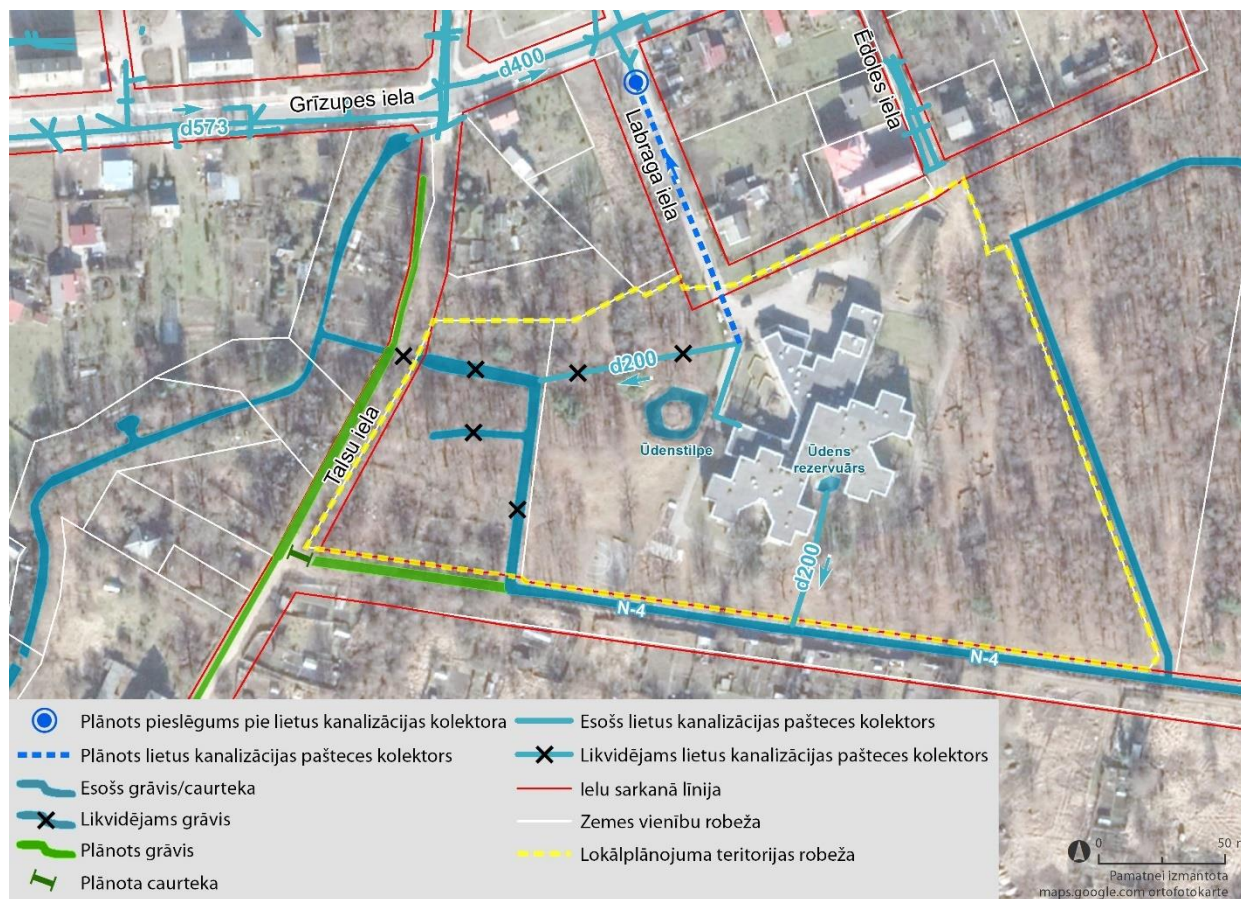 d400
Grīzupes iela
d573
Ēdoles iela
Labraga iela
d200
Talsu iela
Ūdenstilpe
Ūdens
rezervuārs
d200
N-4
N-4
Plānots pieslēgums pie lietus kanalizācijas kolektora
Plānots lietus kanalizācijas pašteces kolektors
Esošs grāvis/caurteka
Likvidējams grāvis
Plānots grāvis
Plānota caurteka
Esošs lietus kanalizācijas pašteces kolektors
Likvidējams lietus kanalizācijas pašteces kolektors
Ielu sarkanā līnija
Zemes vienību robeža
Lokālplānojuma teritorijas robeža
0 50 m
Pamatnei izmantota
maps.google.com ortofotokarte